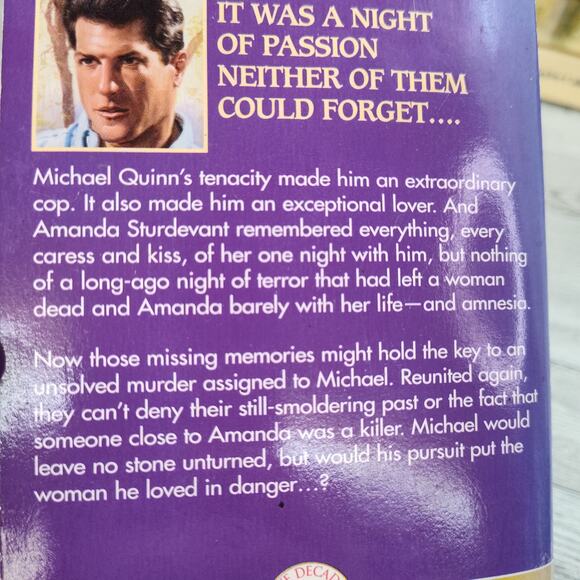 IT WAS A NIGHT
OF PASSION
NEITHER OF THEM
COULD FORGET....
Michael Quinn's tenacity made him an extraordinary
cop. It also made him an exceptional lover. And
Amanda Sturdevant remembered everything, every
caress and kiss, of her one night with him, but nothing
of a long-ago night of terror that had left a woman
dead and Amanda barely with her life—and amnesia.
Now those missing memories might hold the key to an
unsolved murder assigned to Michael. Reunited again,
they can't deny their still-smoldering past or the fact that
someone close to Amanda was a killer. Michael would
leave no stone unturned, but would his pursuit put the
woman he loved in danger...?
DECAD